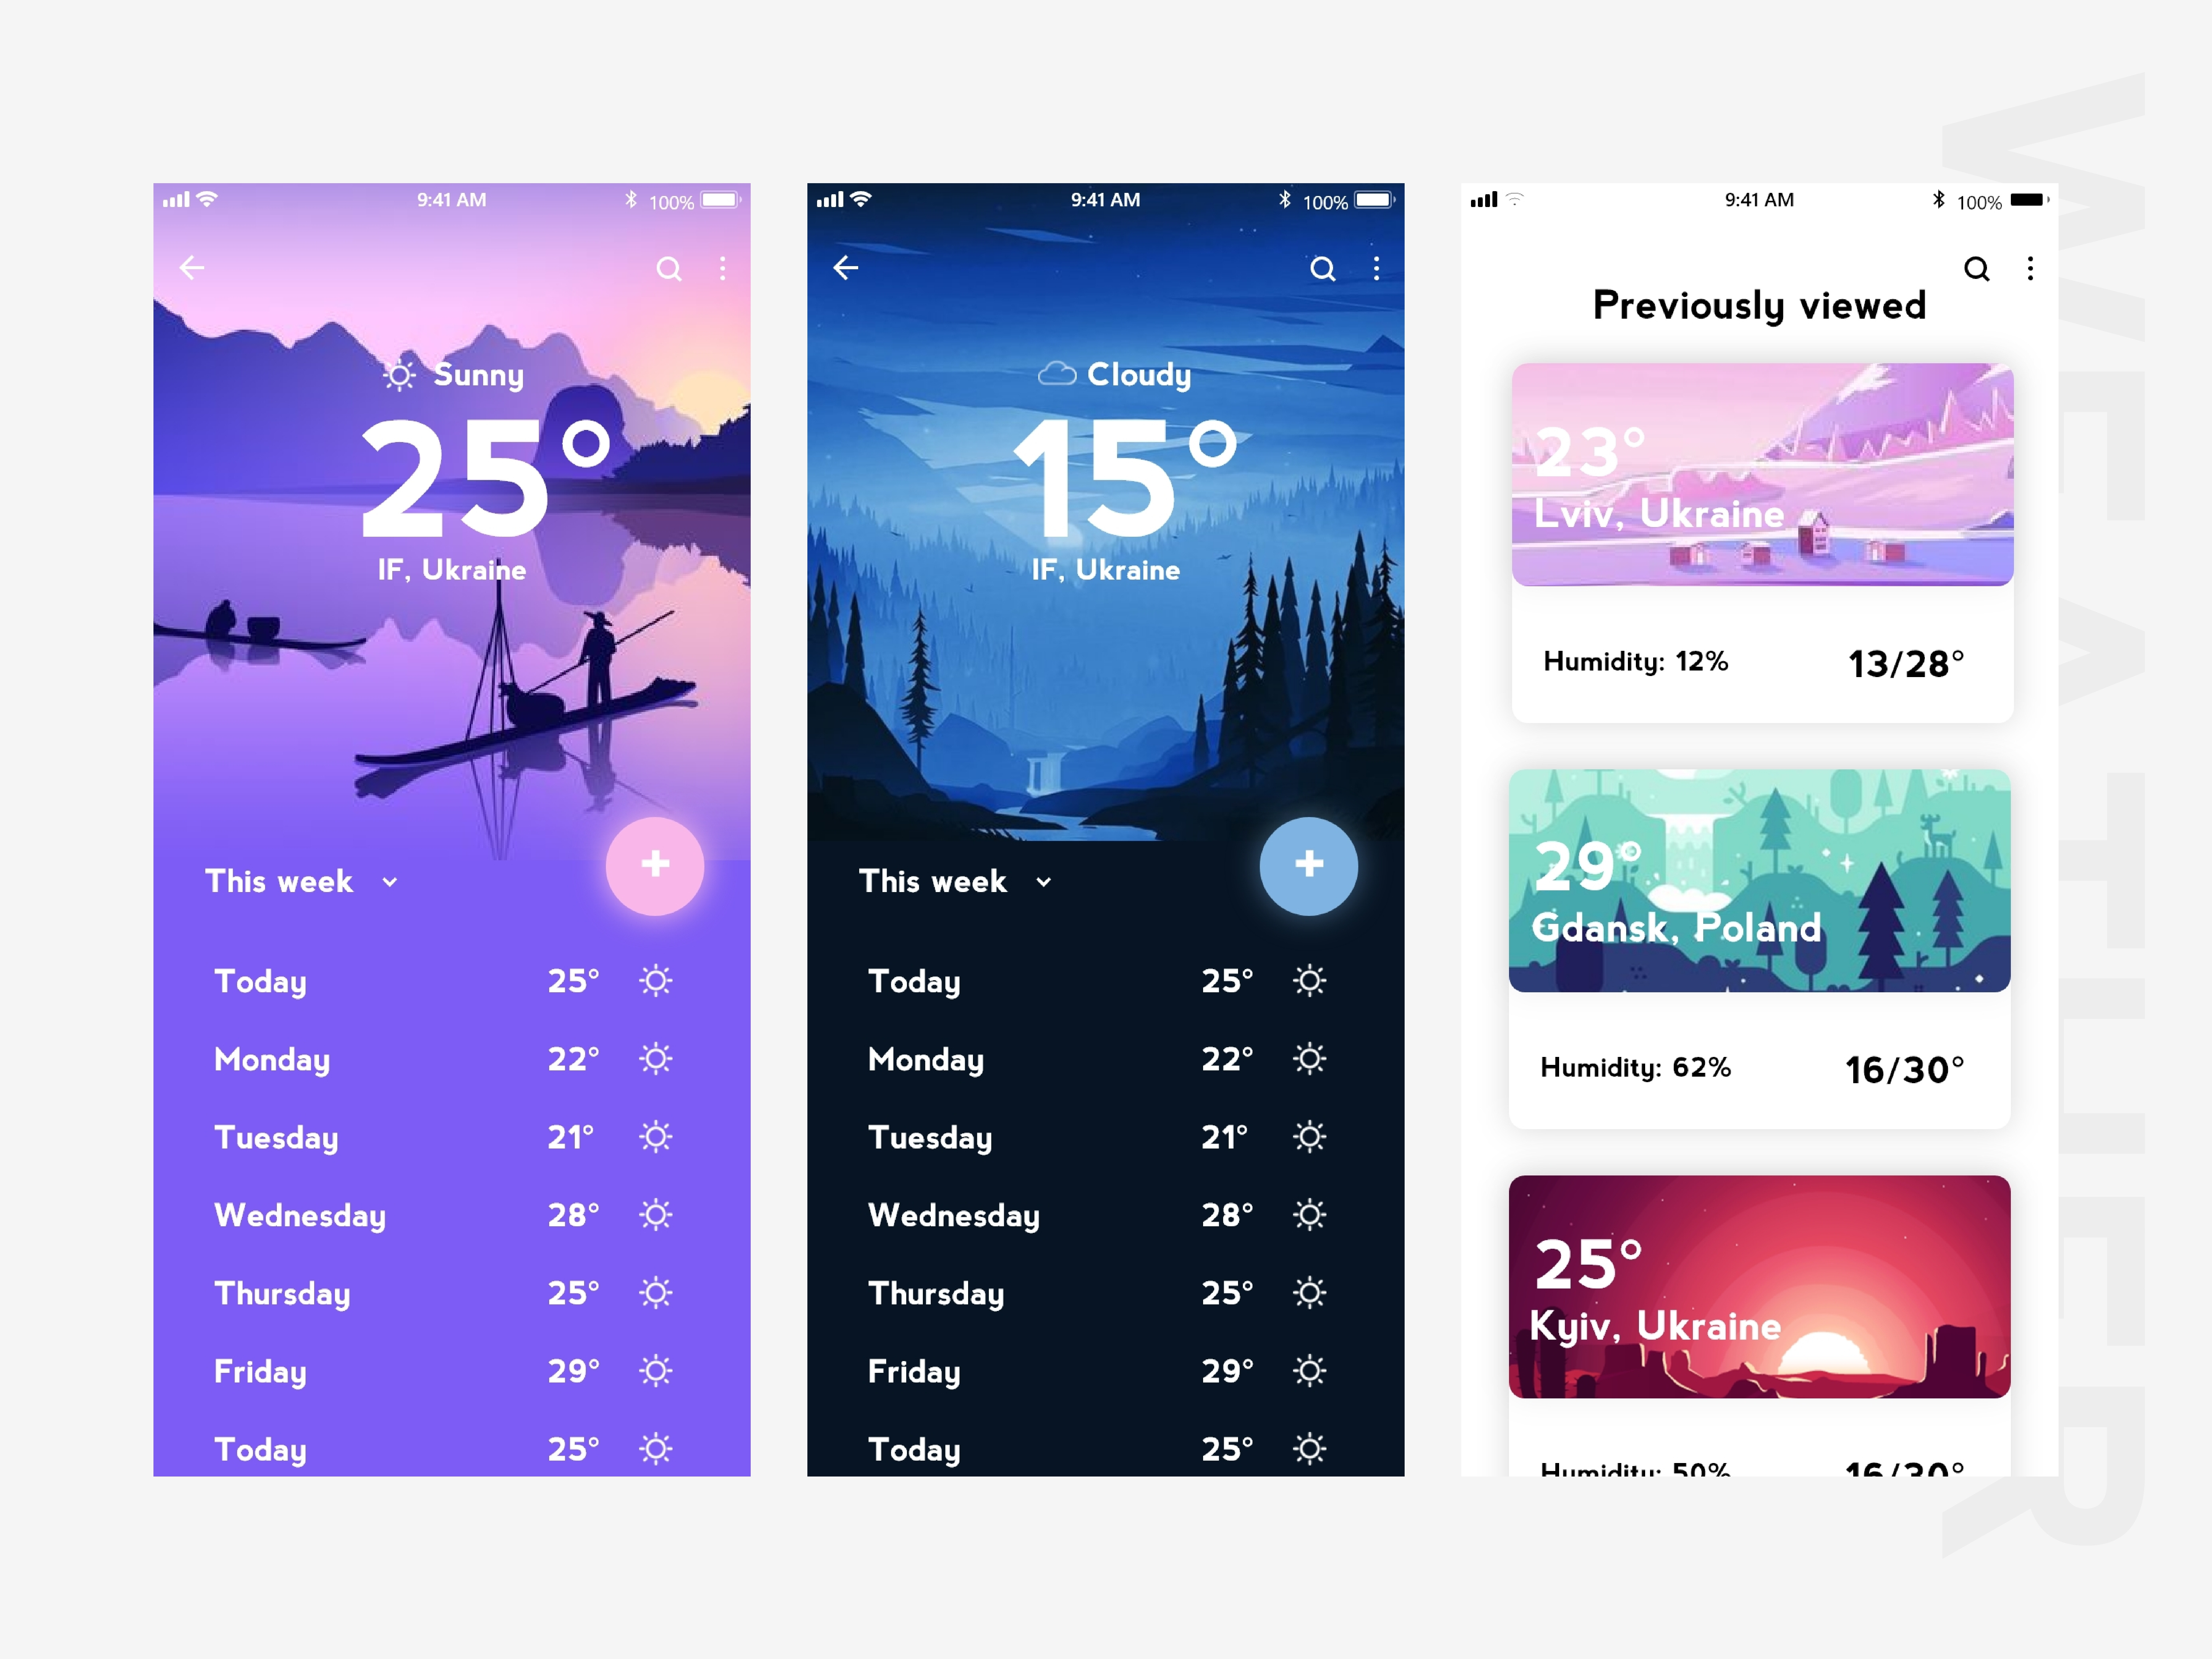 9:41 AM
100%
Sunny
25°
IF, Ukraine
This week
+
Today 25°
Monday 22°
Tuesday 21°
Wednesday 28°
Thursday 25°
Friday 29°
Today 25°
9:41 AM
100%
Cloudy
15°
IF, Ukraine
This week
+
Today 25°
Monday 22°
Tuesday 21°
Wednesday 28°
Thursday 25°
Friday 29°
Today 25°
9:41 AM
100%
Previously viewed
23°
Lviv, Ukraine
Humidity: 12% 13/28°
29°
Gdansk, Poland
Humidity: 62% 16/30°
25°
Kyiv, Ukraine
Humidity: 50% 16/30°
WEATHER